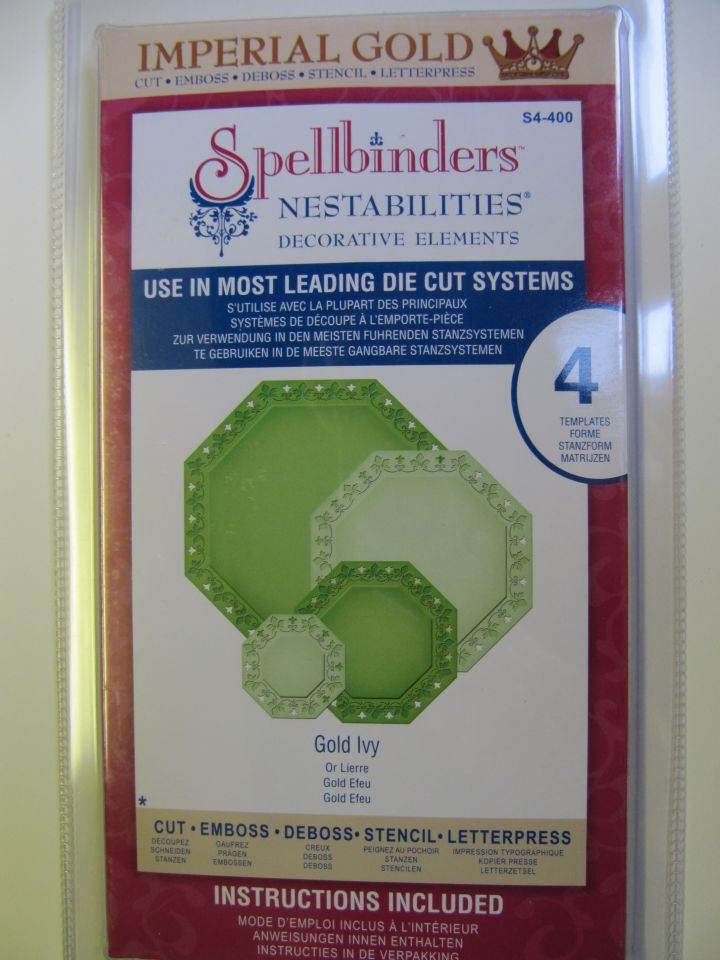 IMPERIAL GOLD
CUT • EMBOSS • DEBOSS • STENCIL • LETTERPRESS
S4-400
Spellbinders™
NESTABILITIES®
DECORATIVE ELEMENTS
USE IN MOST LEADING DIE CUT SYSTEMS
S'UTILISE AVEC LA PLUPART DES PRINCIPAUX
SYSTÈMES DE DÉCOUPE À L'EMPORTE-PIÈCE
ZUR VERWENDUNG IN DEN MEISTEN FUHRENDEN STANZSYSTEMEN
TE GEBRUIKEN IN DE MEESTE GANGBARE STANZSYSTEMEN
4
TEMPLATES
FORME
STANZFORM
MATRIJZEN
Gold Ivy
Or Lierre
Gold Efeu
Gold Efeu
*
CUT • EMBOSS • DEBOSS • STENCIL • LETTERPRESS
DÉCOUPEZ GAUFREZ CREUX PEIGNEZ AU POCHOIR IMPRESSION TYPOGRAPHIQUE
SCHNEIDEN PRÄGEN DEBOSS STANZEN KOPIER PRESSE
STANZEN EMBOSSEN DEBOSS STENCILEN LETTERZETSEL
INSTRUCTIONS INCLUDED
MODE D'EMPLOI INCLUS À L'INTÉRIEUR
ANWEISUNGEN INNEN ENTHALTEN
INSTRUCTIES IN DE VERPAKKING